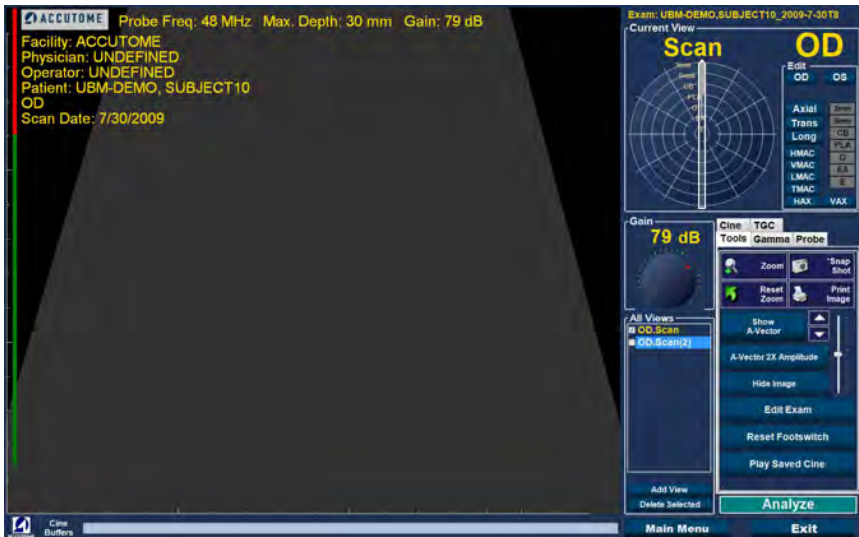 ACCUTOME
Probe Freq: 48 MHz Max. Depth: 30 mm Gain: 79 dB
Facility: ACCUTOME
Physician: UNDEFINED
Operator: UNDEFINED
Patient: UBM-DEMO, SUBJECT10
OD
Scan Date: 7/30/2009
Exam: UBM-DEMO,SUBJECT10_2009-7-30T8
Current View
Scan
OD
Edit
OD OS
Axial
Trans
Long CB
HMAC PLA
VMAC
LMAC EA
TMAC E
HAX VAX
Gain
79 dB
Cine TGC
Tools Gamma Probe
Zoom
"Snap Shot
Reset Zoom
Print Image
All Views
OD.Scan
OD.Scan(2)
Show A-Vector
A-Vector 2X Amplitude
Hide Image
Edit Exam
Reset Footswitch
Play Saved Cine
Add View
Delete Selected
Analyze
Cine Buffers
Main Menu
Exit